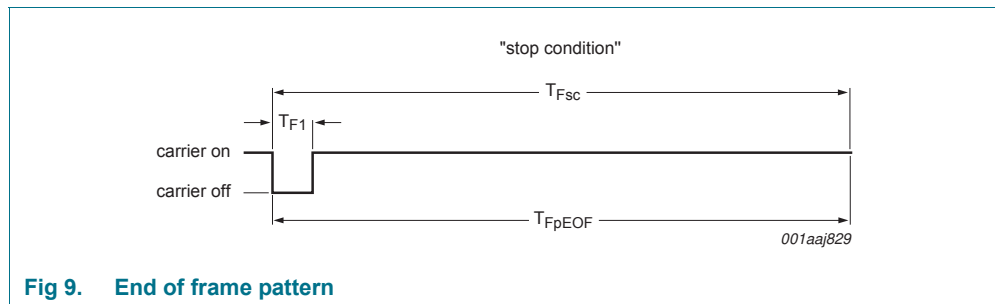 "stop condition"
TFsc
TF1
carrier on
carrier off
TFpEOF
001aaj829
Fig 9. End of frame pattern